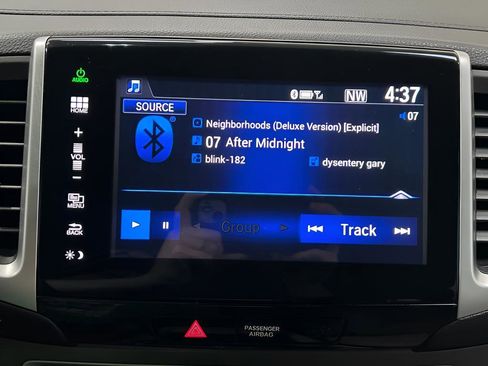 AUDIO
NW 4:37
SOURCE
07
HOME
Neighborhoods (Deluxe Version) [Explicit]
07 After Midnight
+
VOL
−
blink-182
dysentery gary
MENU
BACK
Group
Track
PASSENGER
AIRBAG